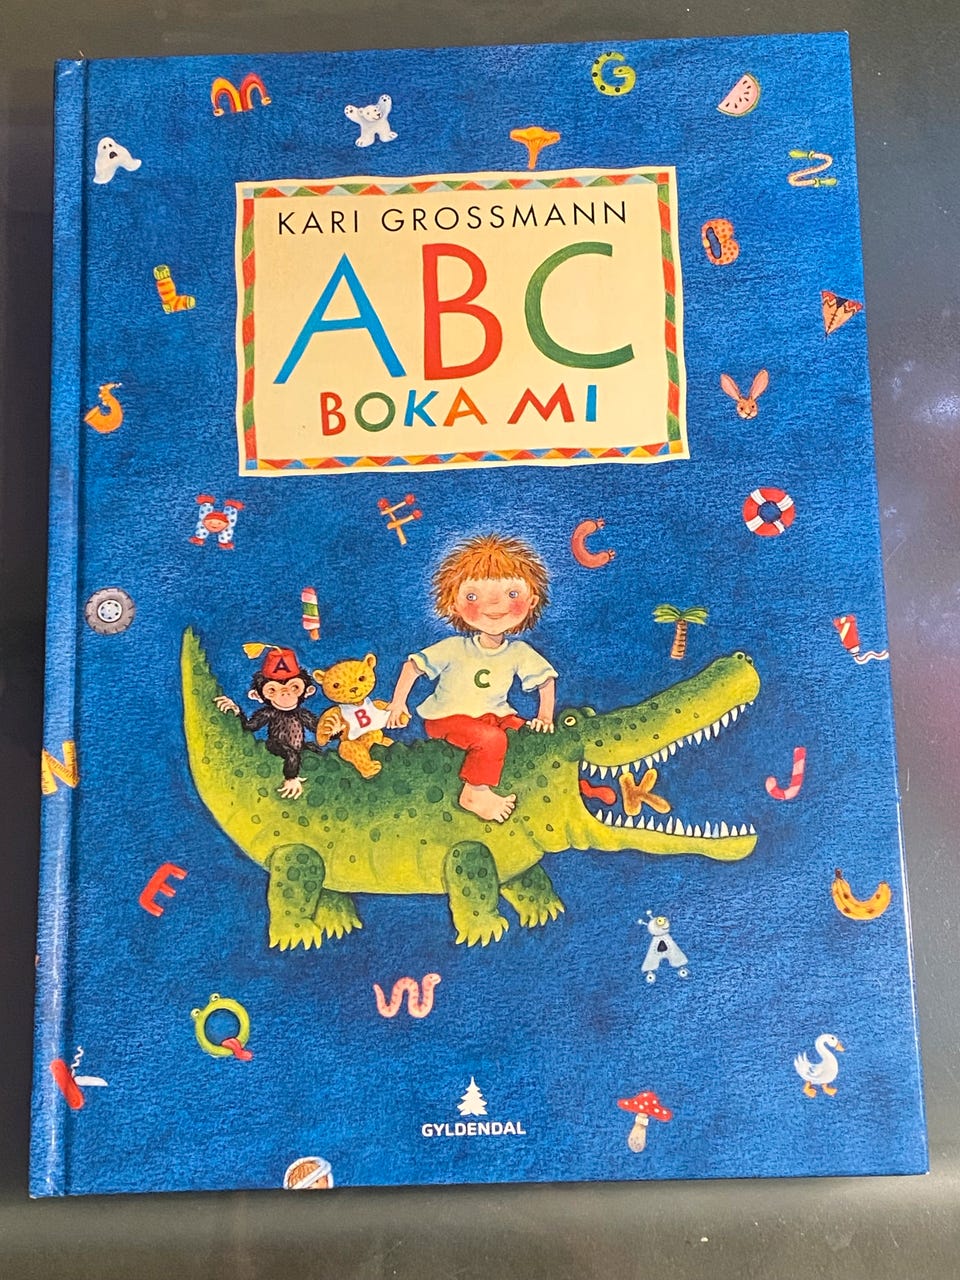 KARI GROSSMANN
ABC
BOKA MI
A
B
C
K
GYLDENDAL